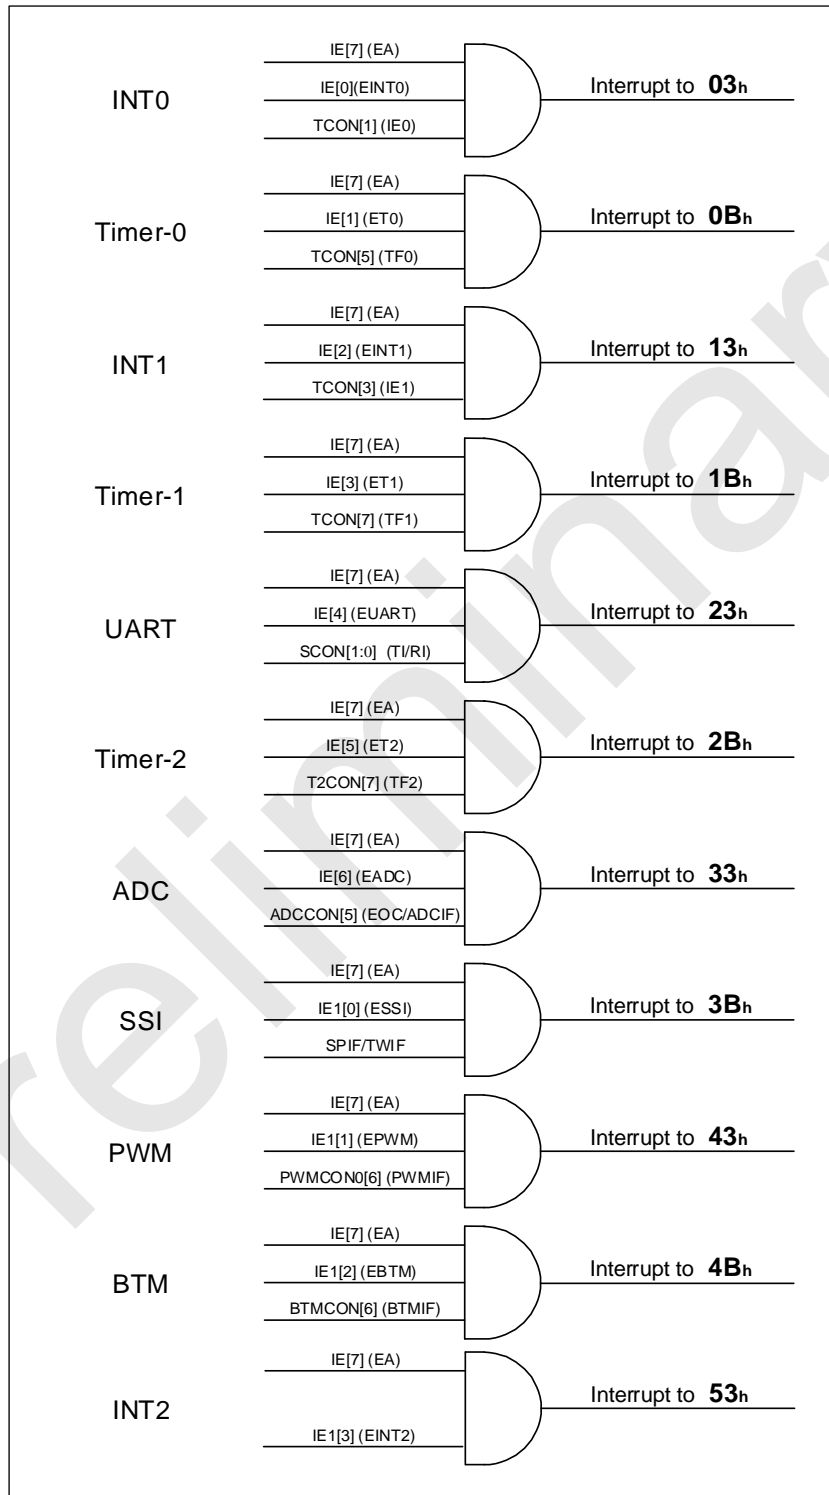 IE[7] (EA)
INT0
IE[0](EINT0)
Interrupt to 03h
TCON[1] (IE0)
IE[7] (EA)
Timer-0
IE[1] (ET0)
Interrupt to 0Bh
TCON[5] (TF0)
IE[7] (EA)
INT1
IE[2] (EINT1)
Interrupt to 13h
TCON[3] (IE1)
IE[7] (EA)
Timer-1
IE[3] (ET1)
Interrupt to 1Bh
TCON[7] (TF1)
IE[7] (EA)
UART
IE[4] (EUART)
Interrupt to 23h
SCON[1:0] (TI/RI)
IE[7] (EA)
Timer-2
IE[5] (ET2)
Interrupt to 2Bh
T2CON[7] (TF2)
IE[7] (EA)
ADC
IE[6] (EADC)
Interrupt to 33h
ADCCON[5] (EOC/ADCIF)
IE[7] (EA)
SSI
IE1[0] (ESSI)
Interrupt to 3Bh
SPIF/TWIF
IE[7] (EA)
PWM
IE1[1] (EPWM)
Interrupt to 43h
PWMCON0[6] (PWMIF)
IE[7] (EA)
BTM
IE1[2] (EBTM)
Interrupt to 4Bh
BTMCON[6] (BTMIF)
IE[7] (EA)
INT2
Interrupt to 53h
IE1[3] (EINT2)
reliminar